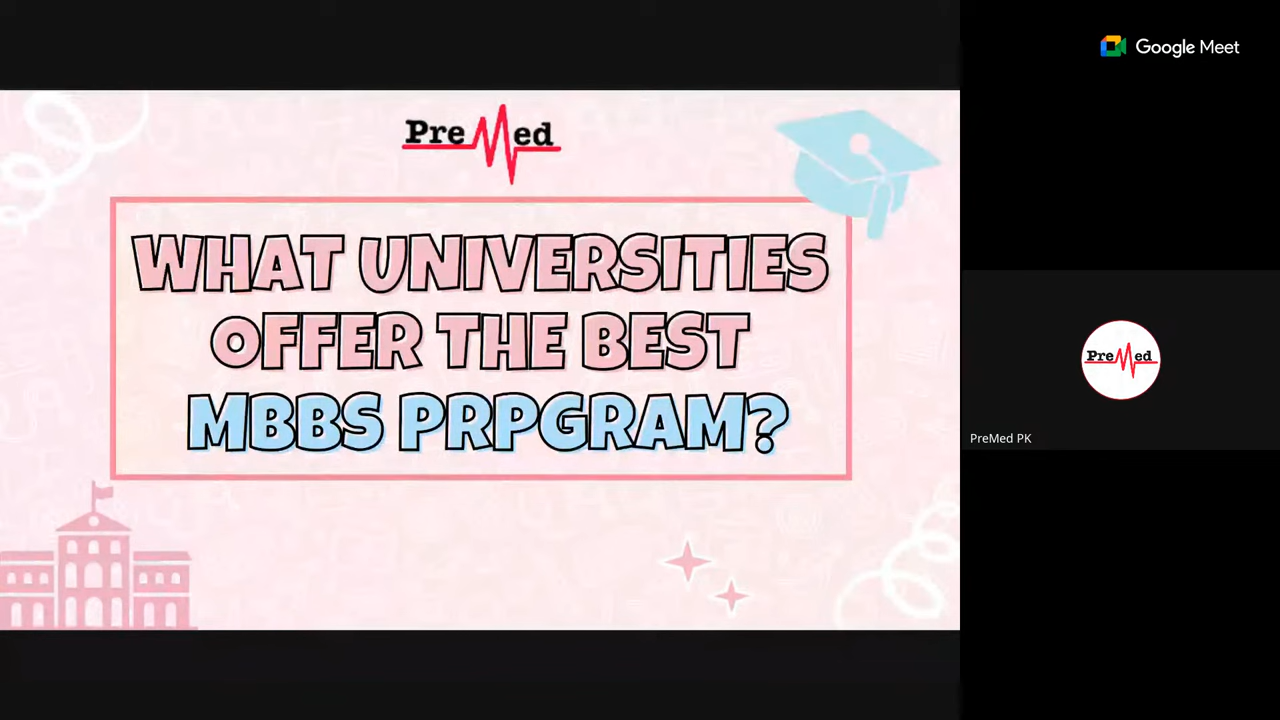 Google Meet
PreMed
WHAT UNIVERSITIES
OFFER THE BEST
MBBS PRPGRAM?
PreMed
PreMed PK